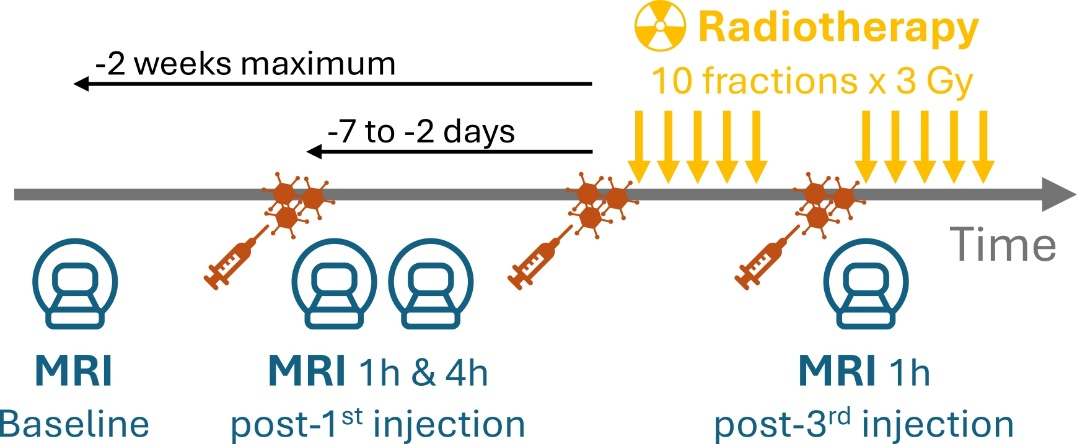 Radiotherapy
-2 weeks maximum
10 fractions x 3 Gy
-7 to -2 days
Time
MRI
Baseline
MRI 1h & 4h
post-1st injection
MRI 1h
post-3rd injection